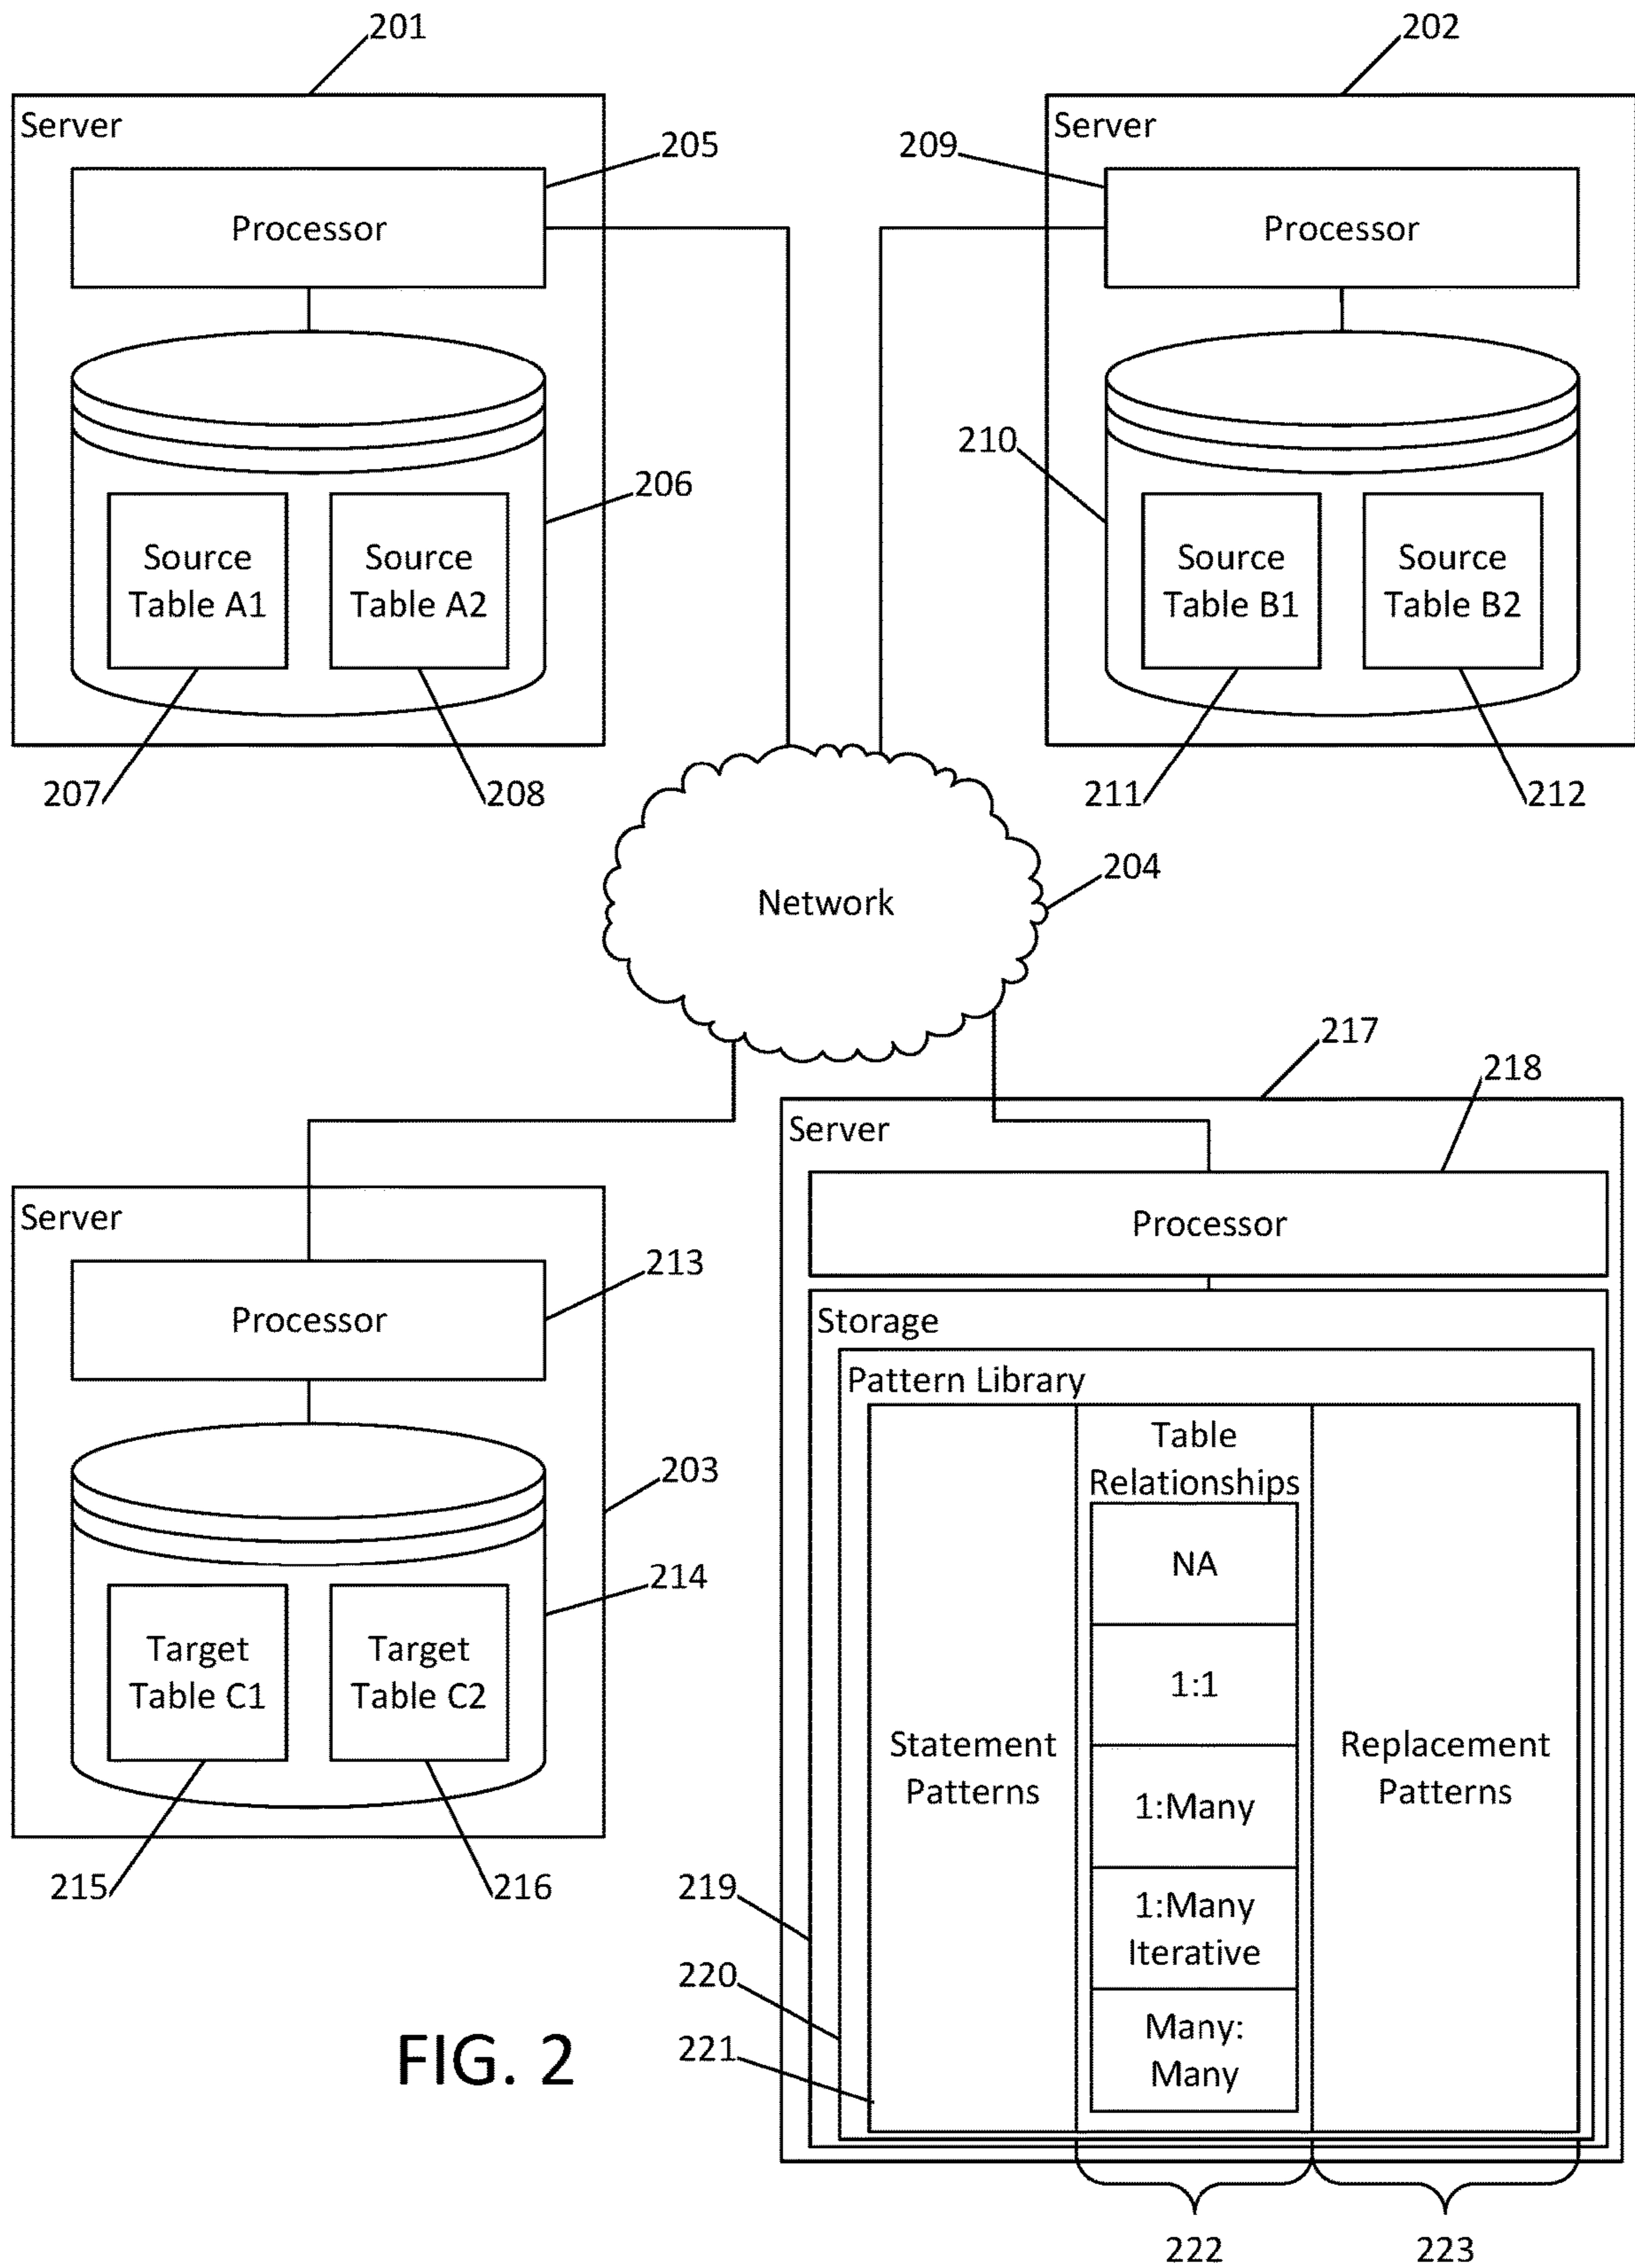 201
202
Server
Server
205
209
Processor
Processor
210
206
Source
Table A1
Source
Table A2
Source
Table B1
Source
Table B2
207
208
211
212
204
Network
217
218
Server
Processor
Server
213
Processor
Storage
Pattern Library
Table
Relationships
203
NA
214
Target
Table C1
Target
Table C2
1:1
Statement
Patterns
Replacement
Patterns
1:Many
215
216
219
1:Many
Iterative
220
221
Many:
Many
FIG. 2
222
223